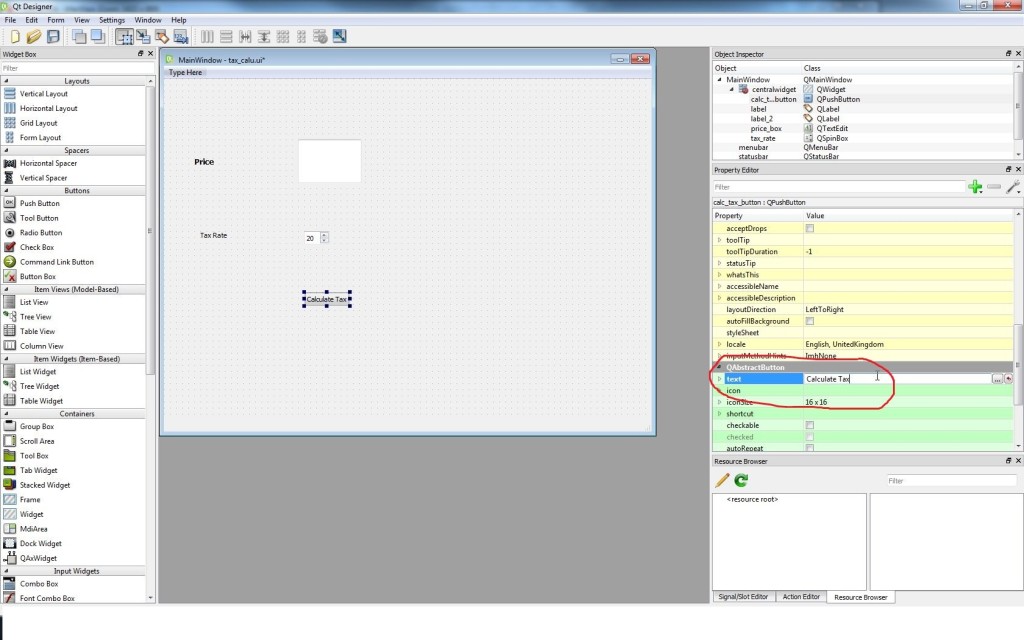 Qt Designer
File Edit Form View Settings Window Help
Widget Box
Filter
Layouts
Vertical Layout
Horizontal Layout
Grid Layout
Form Layout
Spacers
Horizontal Spacer
Vertical Spacer
Buttons
Push Button
Tool Button
Radio Button
Check Box
Command Link Button
Button Box
Item Views (Model-Based)
List View
Tree View
Table View
Column View
Item Widgets (Item-Based)
List Widget
Tree Widget
Table Widget
Containers
Group Box
Scroll Area
Tool Box
Tab Widget
Stacked Widget
Frame
Widget
MdiArea
Dock Widget
QAxWidget
Input Widgets
Combo Box
Font Combo Box
MainWindow - tax_calu.ui*
Type Here
Price
Tax Rate
20
Calculate Tax
Object Inspector
Object Class
MainWindow QMainWindow
centralwidget QWidget
calc_t...button QPushButton
label QLabel
label_2 QLabel
price_box QTextEdit
tax_rate QSpinBox
menubar QMenuBar
statusbar QStatusBar
Property Editor
Filter
calc_tax_button : QPushButton
Property Value
acceptDrops
toolTip
toolTipDuration -1
statusTip
whatsThis
accessibleName
accessibleDescription
layoutDirection LeftToRight
autoFillBackground
styleSheet
locale English, UnitedKingdom
inputMethodHints ImhNone
QAbstractButton
text Calculate Tax
...
icon
iconSize 16 x 16
shortcut
checkable
checked
autoRepeat
Resource Browser
Filter
<resource root>
Signal/Slot Editor Action Editor Resource Browser